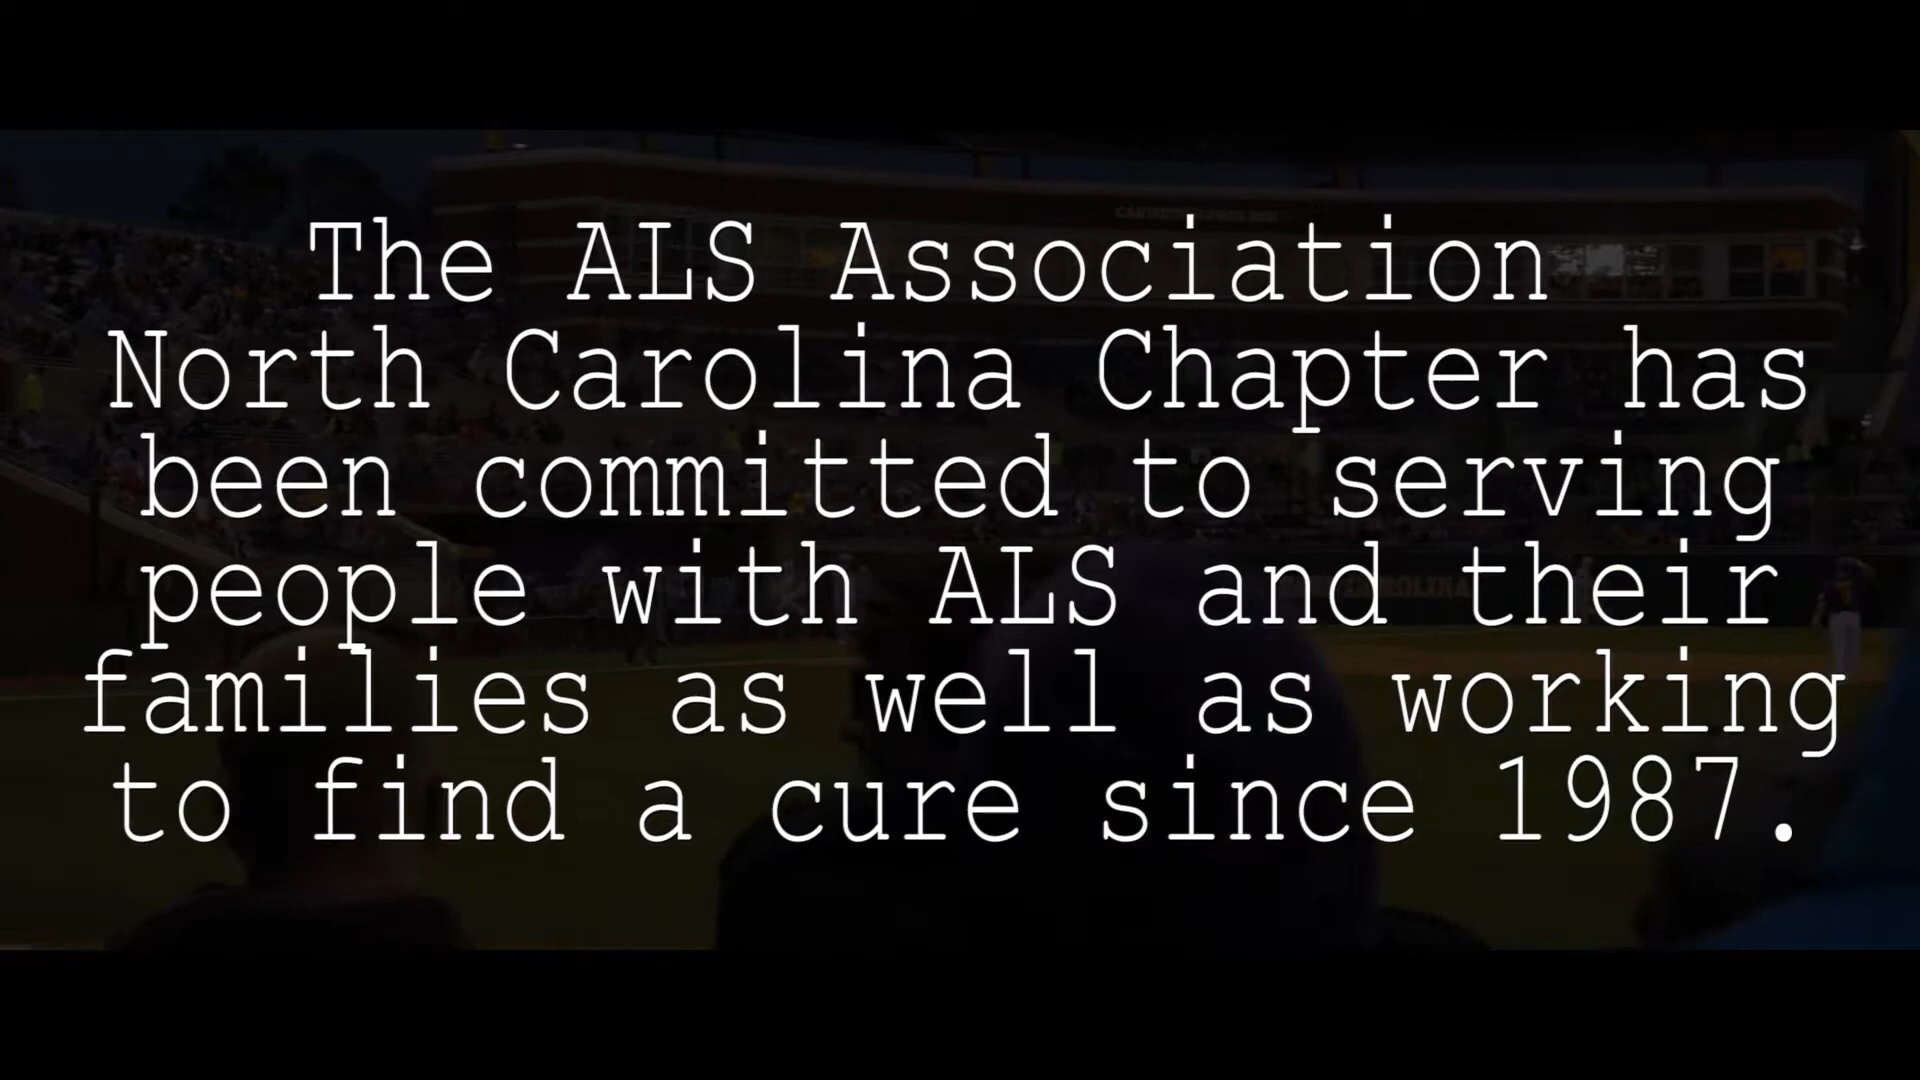 The ALS Association
North Carolina Chapter has
been committed to serving
people with ALS and their
families as well as working
to find a cure since 1987.